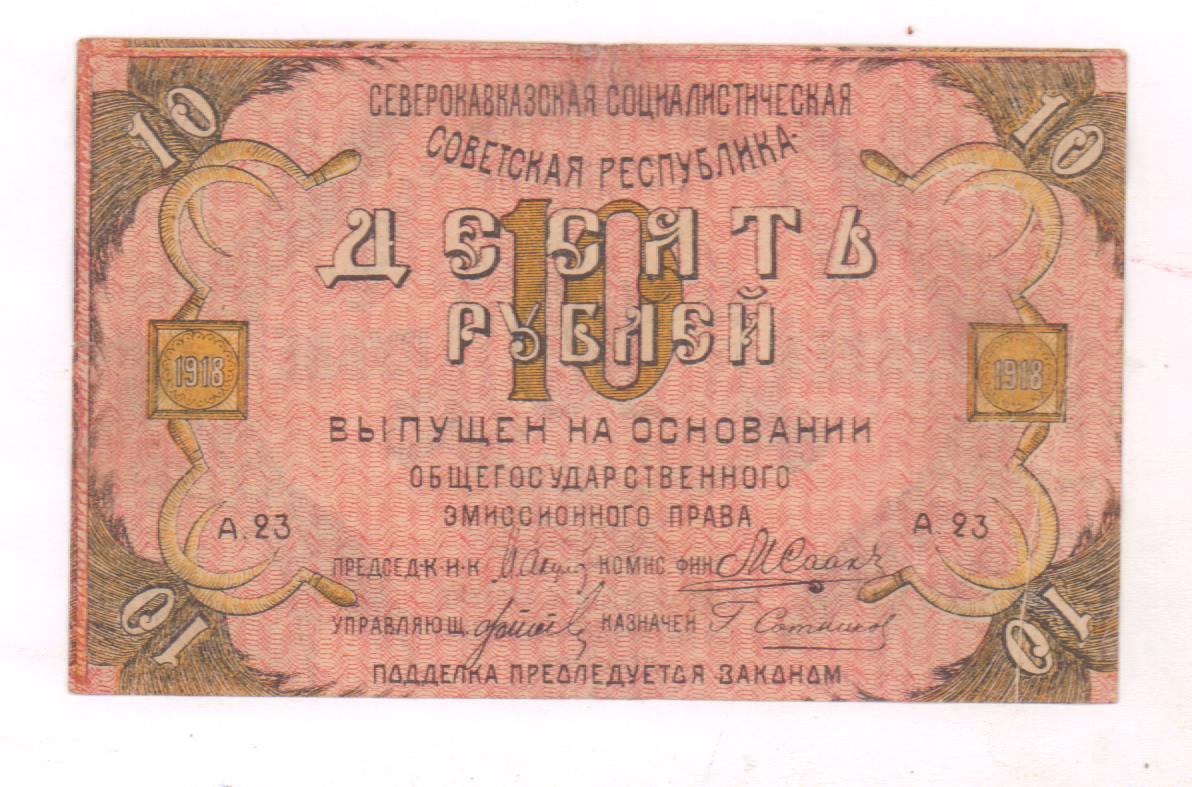 10 10
СЕВЕРОКАВКАЗСКАЯ СОЦИАЛИСТИЧЕСКАЯ
СОВЕТСКАЯ РЕСПУБЛИКА
10
ДЕСЯТЬ
РУБЛЕЙ
1918 1918
ВЫПУЩЕН НА ОСНОВАНИИ
ОБЩЕГОСУДАРСТВЕННОГО
ЭМИССИОННОГО ПРАВА
А.23 А.23
ПРЕДСЕД·К·И·К КОМИС ФИН
УПРАВЛЯЮЩ. КАЗНАЧЕЙ
ПОДДЕЛКА ПРЕСЛЕДУЕТСЯ ЗАКОНОМ
10 10